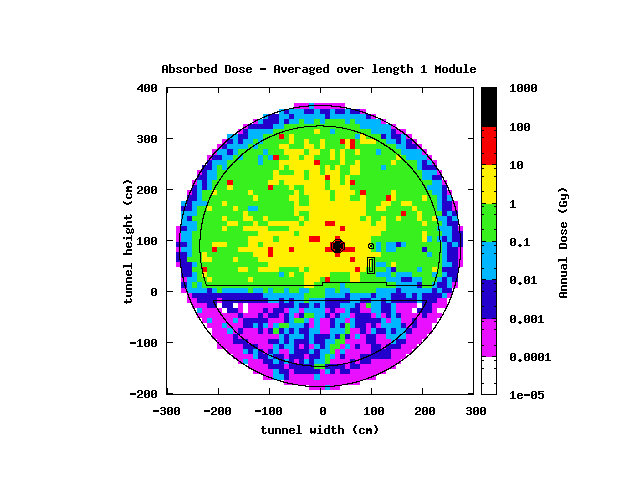 Absorbed Dose - Averaged over length 1 Module
400
300
200
100
0
-100
-200
tunnel height (cm)
-300 -200 -100 0 100 200 300
tunnel width (cm)
1000
100
10
1
0.1
0.01
0.001
0.0001
1e-05
Annual Dose (Gy)